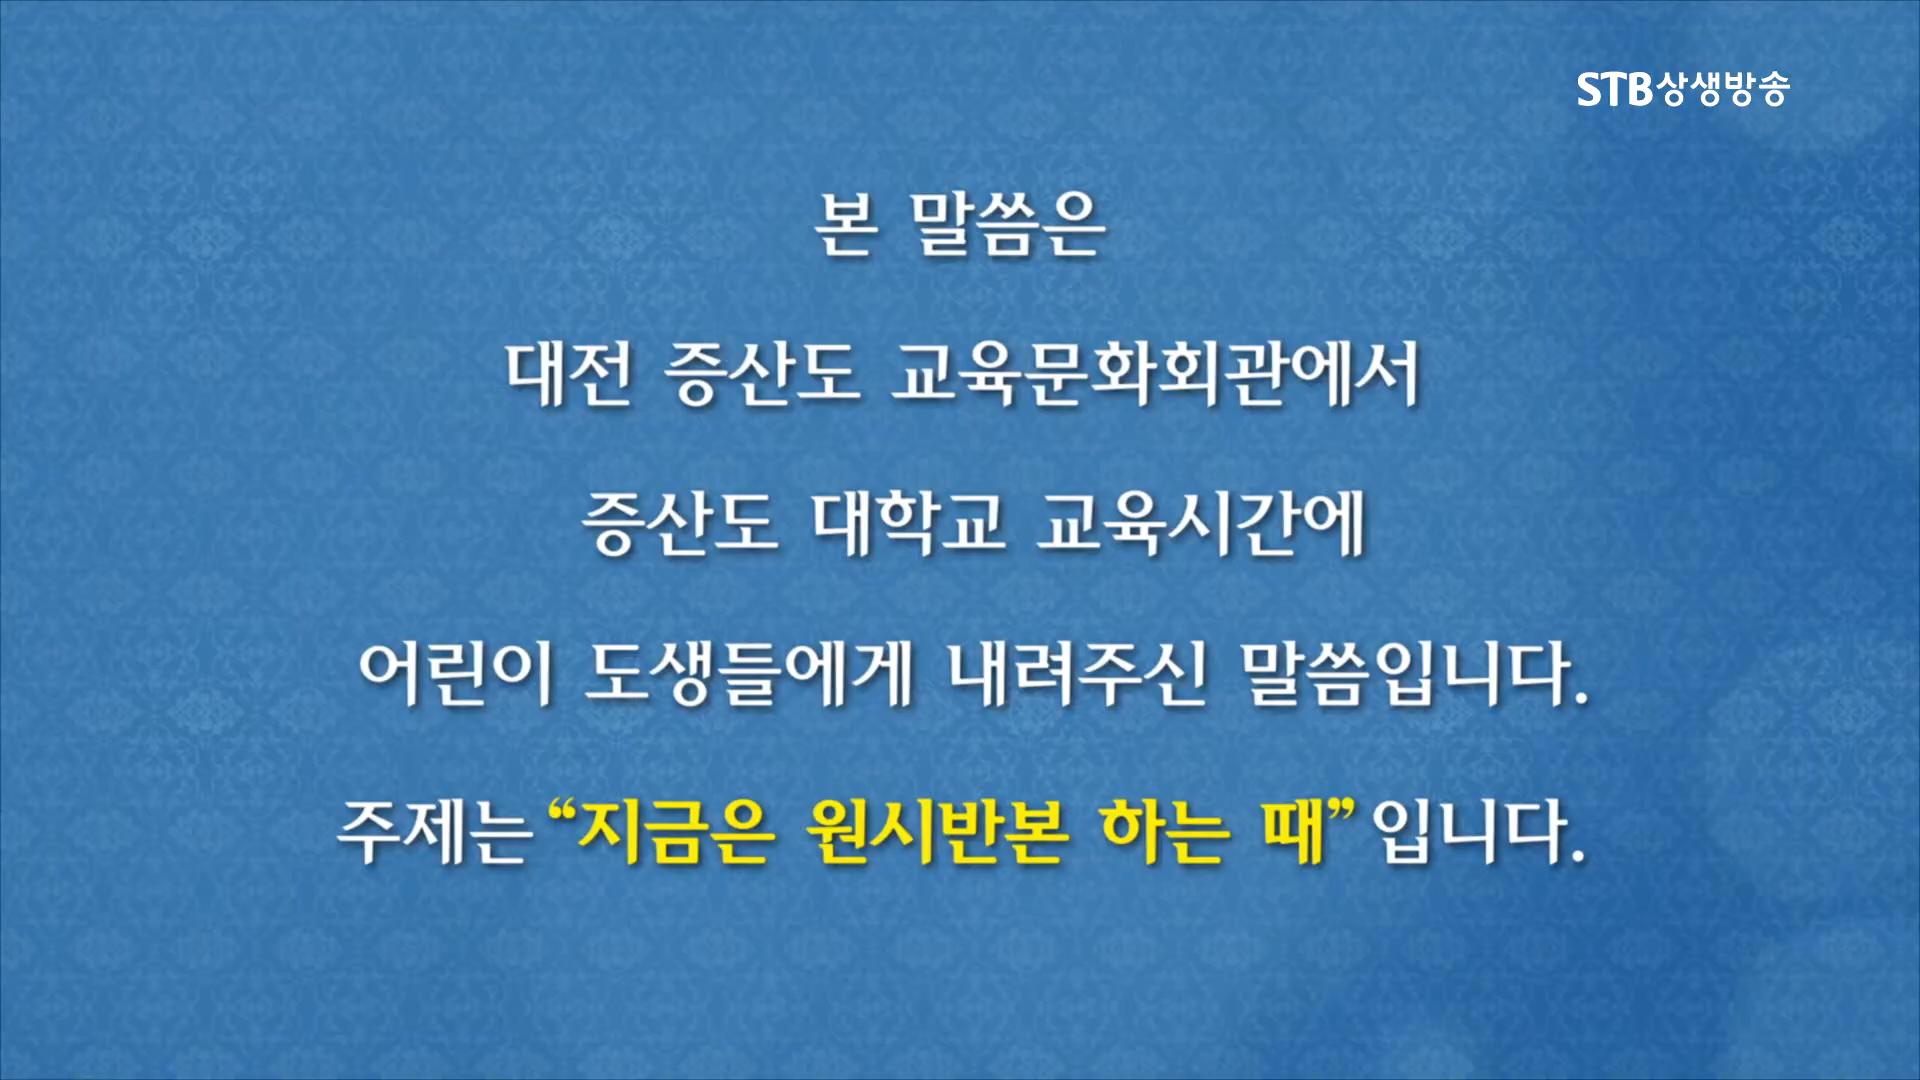 STB상생방송
본 말씀은
대전 증산도 교육문화회관에서
증산도 대학교 교육시간에
어린이 도생들에게 내려주신 말씀입니다.
주제는 “지금은 원시반본 하는 때” 입니다.